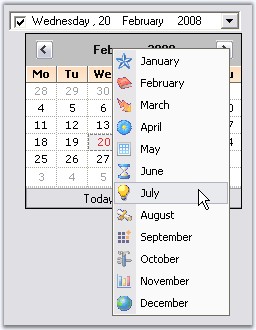 Wednesday , 20 February 2008
Feb
Mo Tu We
28 29 30
4 5 6
11 12 13
18 19 20
25 26 27
3 4 5
Today
January
February
March
April
May
June
July
August
September
October
November
December